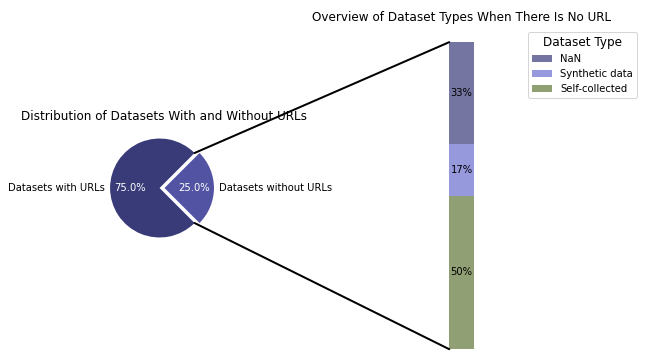 Overview of Dataset Types When There Is No URL
Dataset Type
NaN
Synthetic data
Self-collected
33%
Distribution of Datasets With and Without URLs
17%
Datasets with URLs
75.0%
25.0%
Datasets without URLs
50%